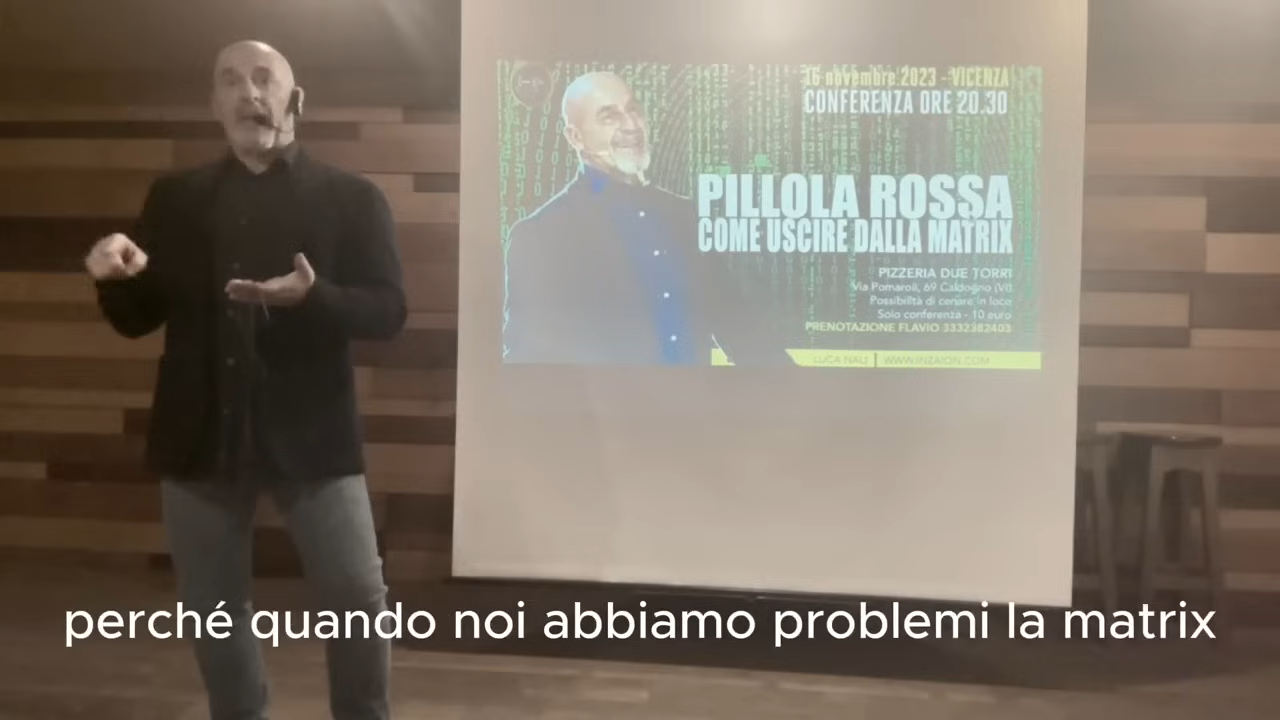 16 novembre 2023 - VICENZA
CONFERENZA ORE 20.30
PILLOLA ROSSA
COME USCIRE DALLA MATRIX
PIZZERIA DUE TORRI
Via Pomaroli, 69 Caldogno (VI)
Possibilità di cenare in loco
Solo conferenza - 10 euro
PRENOTAZIONE FLAVIO 3332382403
LUCA NALI | WWW.INZAION.COM
perché quando noi abbiamo problemi la matrix